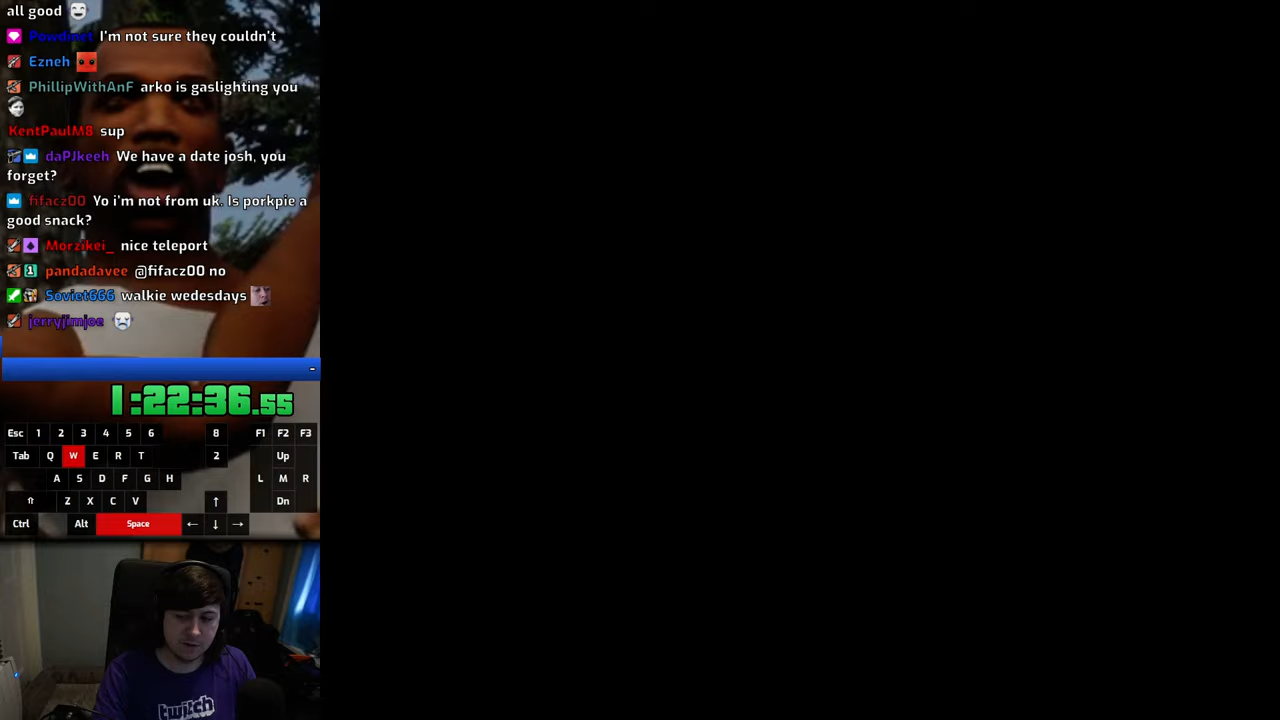 all good
Powdinet I'm not sure they couldn't
Ezneh
PhillipWithAnF arko is gaslighting you
KentPaulM8 sup
daPJkeeh We have a date josh, you
forget?
fifacz00 Yo i'm not from uk. Is porkpie a
good snack?
Morzikei_ nice teleport
1 pandadavee @fifacz00 no
Soviet666 walkie wedesdays
jerryjimjoe
-
1:22:36.55
Esc 1 2 3 4 5 6 8 F1 F2 F3
Tab Q W E R T 2 Up
A S D F G H L M R
⇧ Z X C V ↑ Dn
Ctrl Alt Space ← ↓ →
twitch